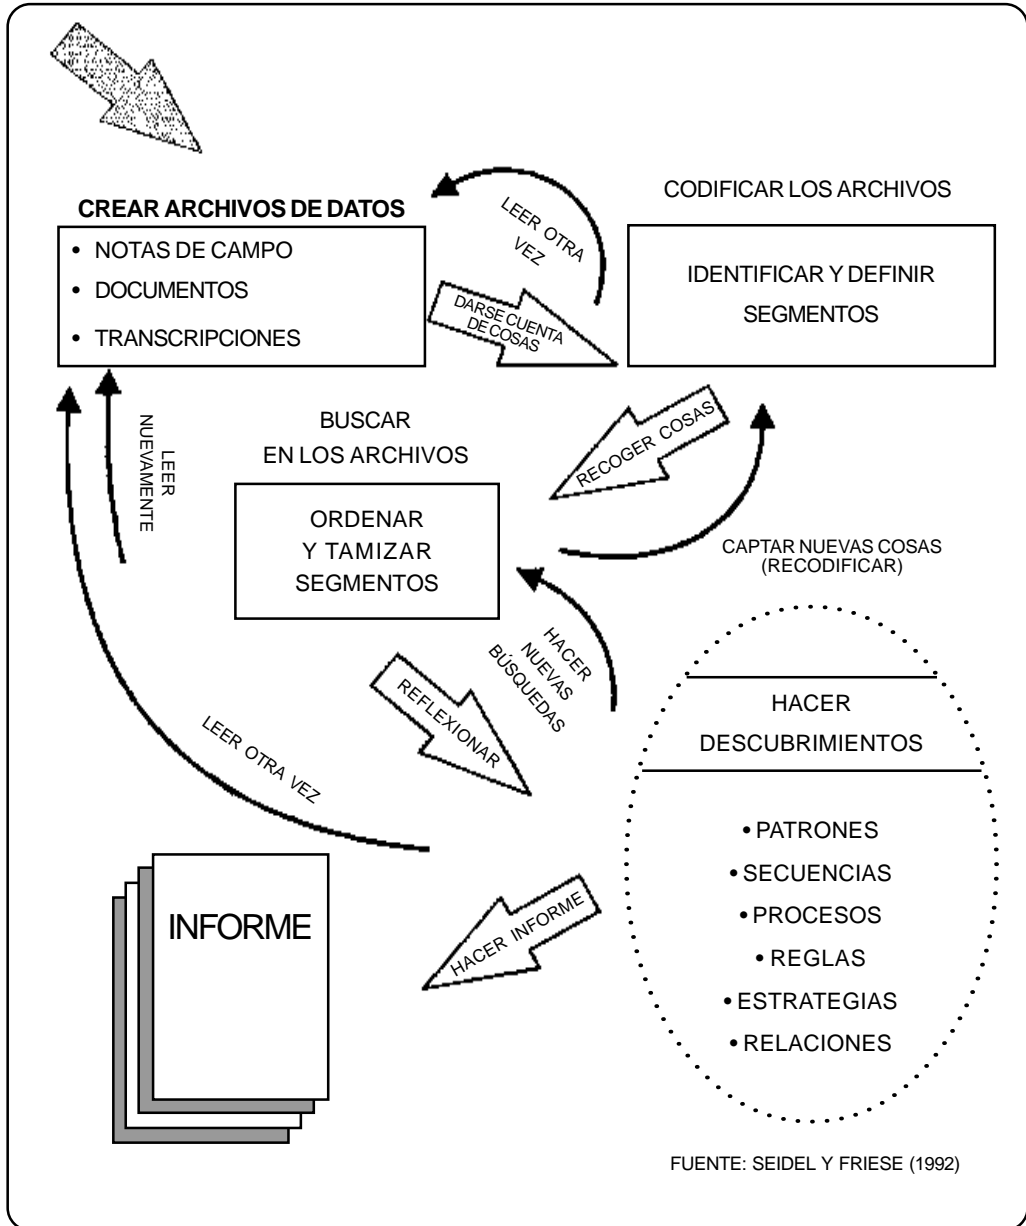 CREAR ARCHIVOS DE DATOS
• NOTAS DE CAMPO
• DOCUMENTOS
• TRANSCRIPCIONES
LEER OTRA
VEZ
DARSE CUENTA
DE COSAS
CODIFICAR LOS ARCHIVOS
IDENTIFICAR Y DEFINIR
SEGMENTOS
RECOGER COSAS
BUSCAR
EN LOS ARCHIVOS
ORDENAR
Y TAMIZAR
SEGMENTOS
LEER
NUEVAMENTE
CAPTAR NUEVAS COSAS
(RECODIFICAR)
HACER
NUEVAS
BÚSQUEDAS
REFLEXIONAR
LEER OTRA VEZ
HACER
DESCUBRIMIENTOS
• PATRONES
• SECUENCIAS
• PROCESOS
• REGLAS
• ESTRATEGIAS
• RELACIONES
HACER INFORME
INFORME
FUENTE: SEIDEL Y FRIESE (1992)